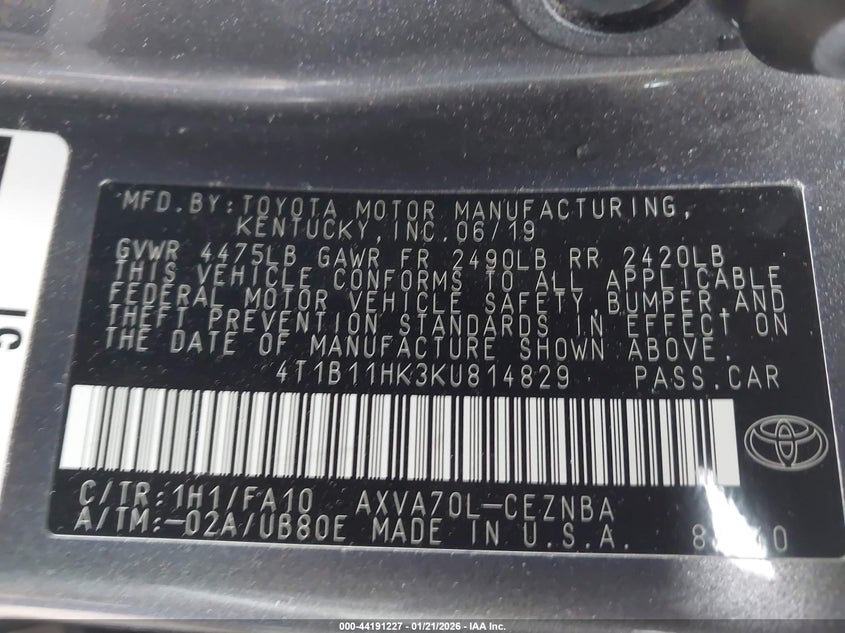 MFD. BY: TOYOTA MOTOR MANUFACTURING,
KENTUCKY, INC. 06/19
GVWR 4475LB GAWR FR 2490LB RR 2420LB
THIS VEHICLE CONFORMS TO ALL APPLICABLE
FEDERAL MOTOR VEHICLE SAFETY, BUMPER, AND
THEFT PREVENTION STANDARDS IN EFFECT ON
THE DATE OF MANUFACTURE SHOWN ABOVE.
4T1B11HK3KU814829 PASS. CAR
C/TR: 1H1/FA10 AXVA70L-CEZNBA
A/TM: -02A/UB80E MADE IN U.S.A.
000-44191227 - 01/21/2026 - IAA Inc.